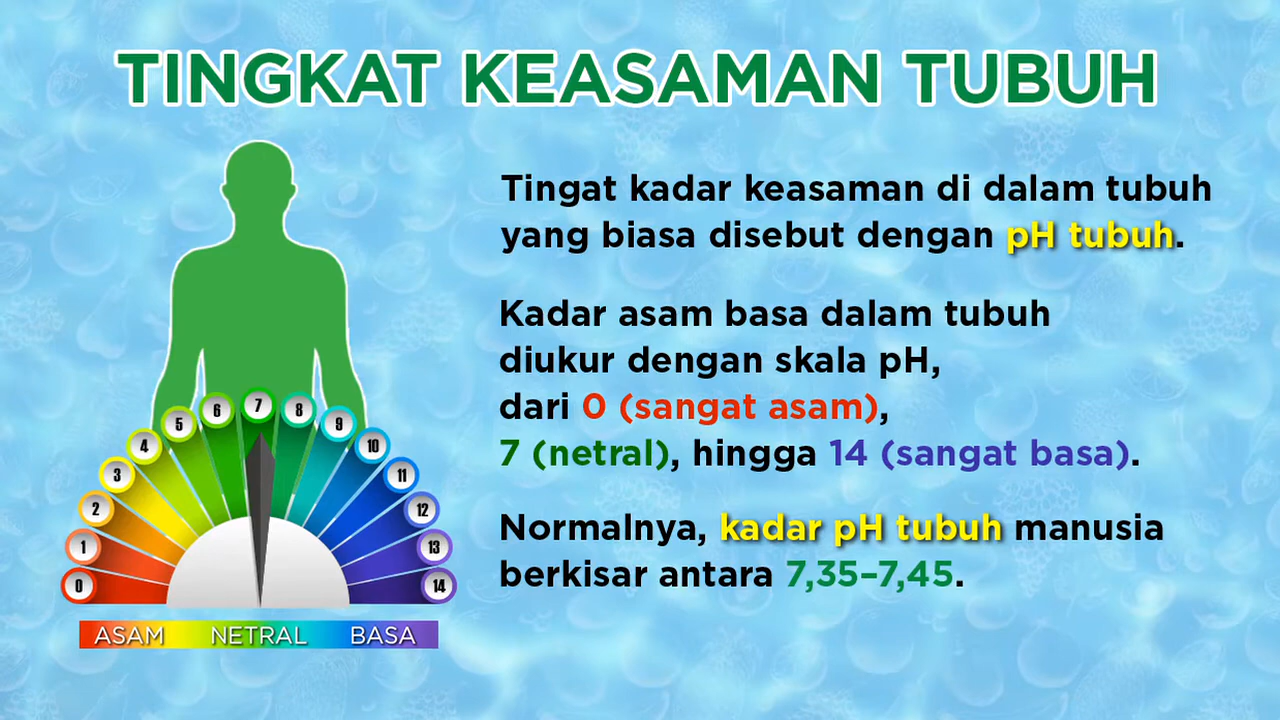 TINGKAT KEASAMAN TUBUH
Tingat kadar keasaman di dalam tubuh
yang biasa disebut dengan pH tubuh.
Kadar asam basa dalam tubuh
diukur dengan skala pH,
dari 0 (sangat asam),
7 (netral), hingga 14 (sangat basa).
Normalnya, kadar pH tubuh manusia
berkisar antara 7,35–7,45.
0
1
2
3
4
5
6
7
8
9
10
11
12
13
14
ASAM NETRAL BASA